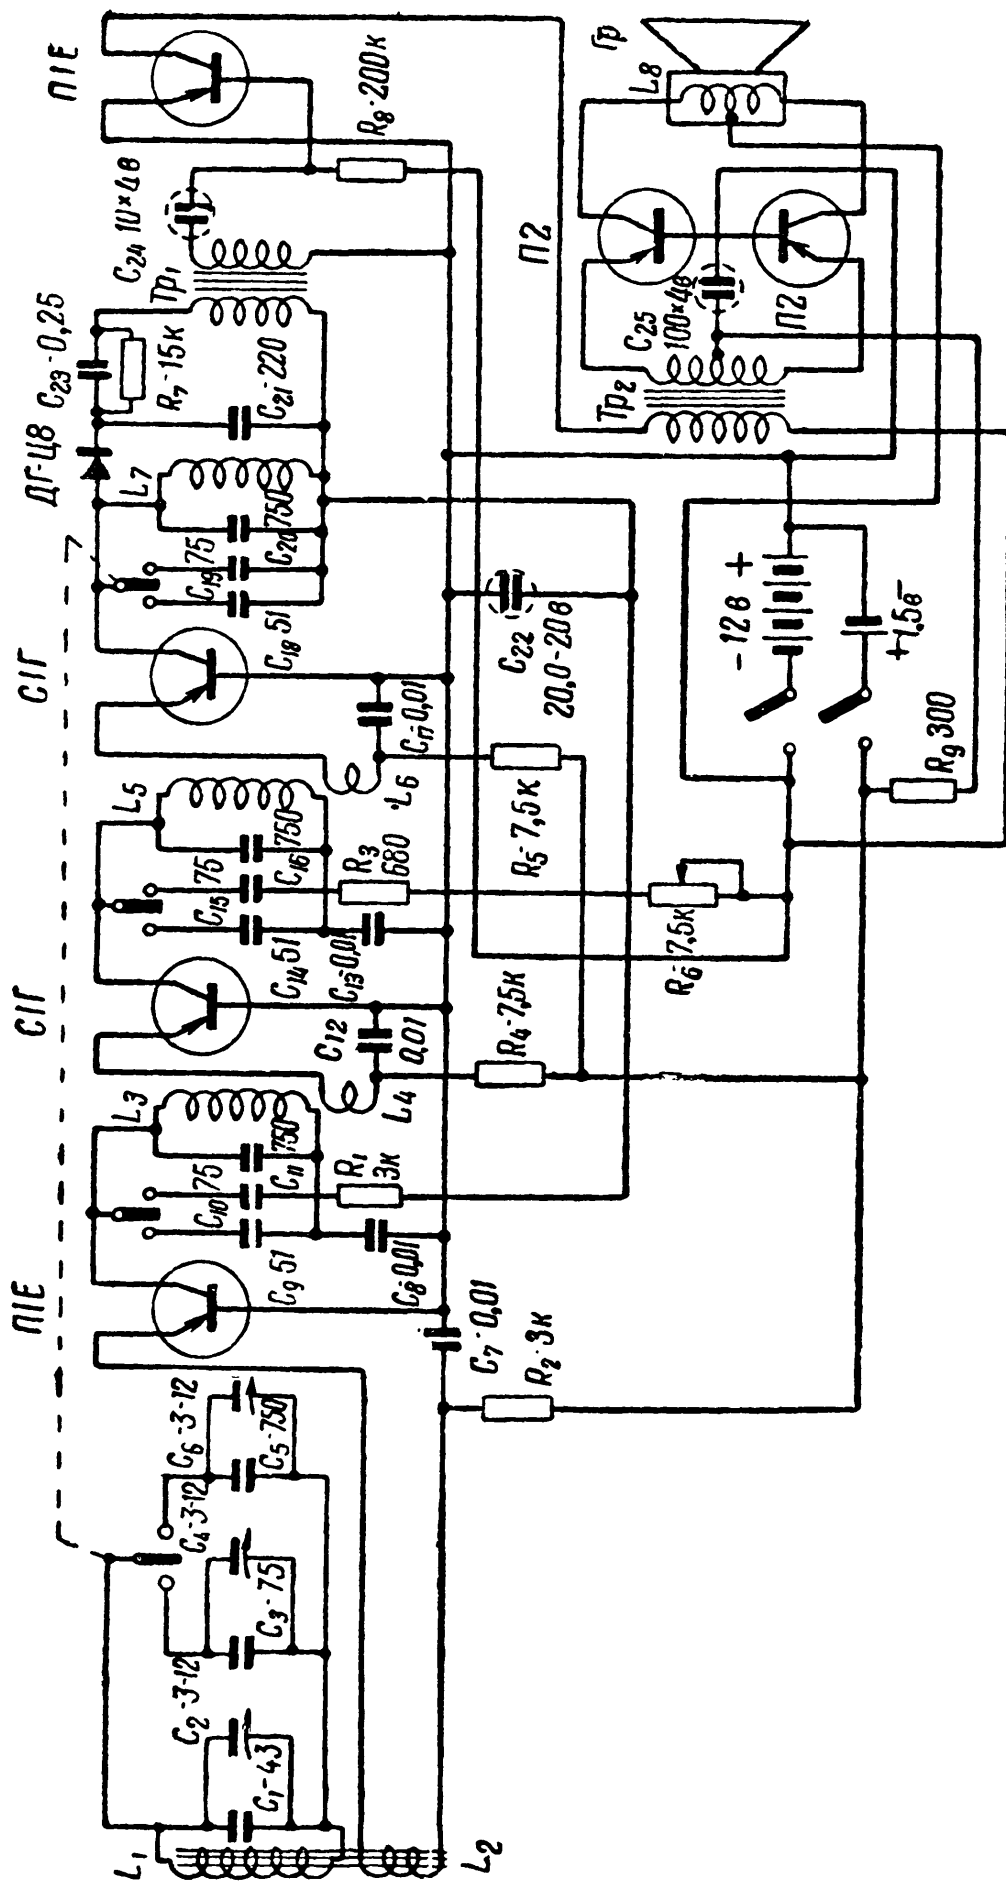 П1Е
С1Г
С1Г
П1Е
ДГ-Ц8
L₁
L₂
C₁-43
C₂-3-12
C₃-75
C₄-3-12
C₅-750
C₆-3-12
C₇-0,01
R₂-3к
C₈-0,01
C₉ 51
C₁₀ 75
C₁₁ 750
R₁
3к
L₃
L₄
C12
0,01
R₄-7,5к
C₁₃-0,01
C₁₄ 51
C₁₅ 75
C₁₆ 750
R₃
680
L₅
L₆
C₁₇-0,01
R₅-7,5к
R₆-7,5к
C₁₈ 51
C₁₉ 75
C₂₀ 750
L₇
C₂₁-220
C₂₂
20,0-20в
C₂₃-0,25
R₇-15к
Тр₁
C₂₄ 10×4в
R₈-200к
-12в +
+1,5в-
R₉ 300
Тр₂
C₂₅
100×4в
П2
П2
L₈
Гр